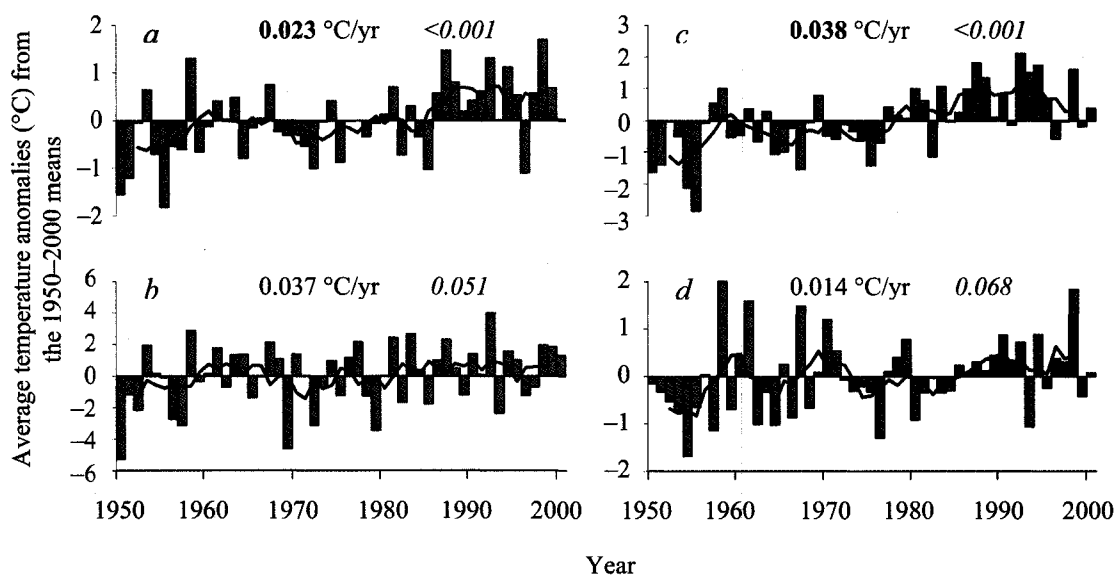 Average temperature anomalies (°C) from
the 1950–2000 means
a 0.023 °C/yr <0.001
2
1
0
−1
−2
c 0.038 °C/yr <0.001
3
2
1
0
−1
−2
−3
b 0.037 °C/yr 0.051
6
4
2
0
−2
−4
−6
1950 1960 1970 1980 1990 2000
d 0.014 °C/yr 0.068
2
1
0
−1
−2
1950 1960 1970 1980 1990 2000
Year